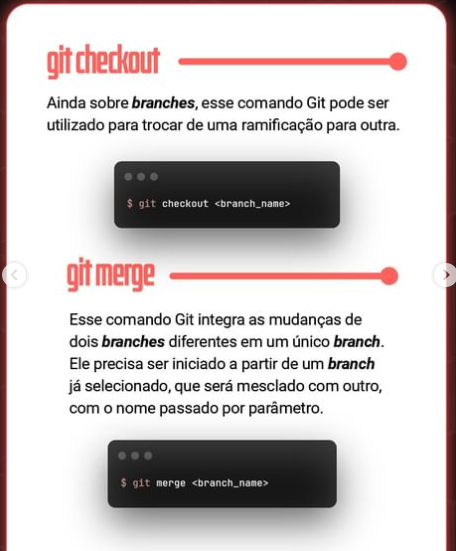 git checkout
Ainda sobre branches, esse comando Git pode ser
utilizado para trocar de uma ramificação para outra.
$ git checkout <branch_name>
git merge
Esse comando Git integra as mudanças de
dois branches diferentes em um único branch.
Ele precisa ser iniciado a partir de um branch
já selecionado, que será mesclado com outro,
com o nome passado por parâmetro.
$ git merge <branch_name>